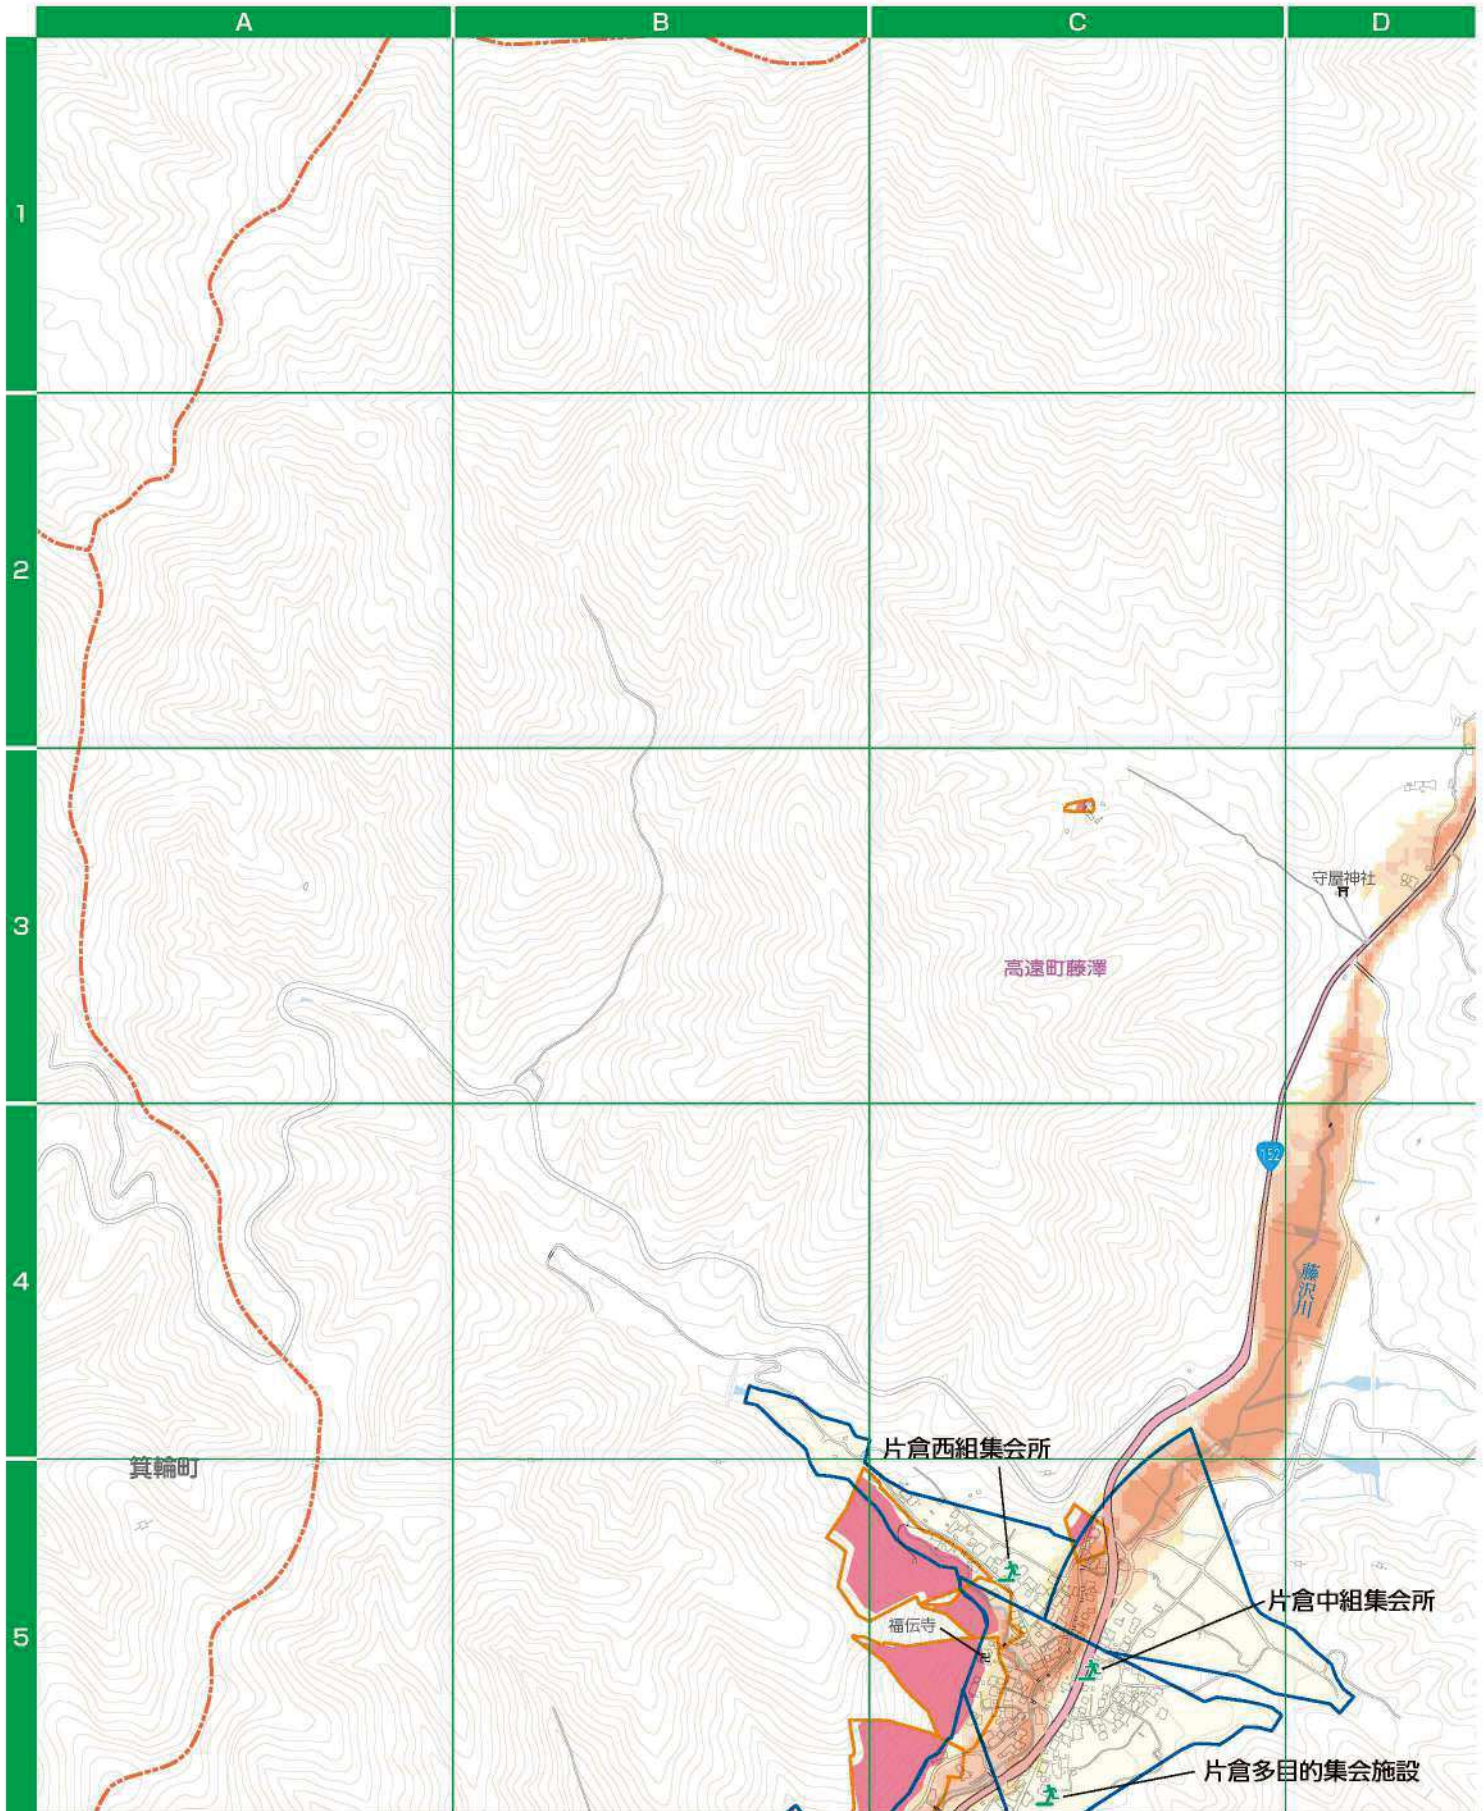 A B C D
1
2
3
守屋神社
高遠町藤澤
152
4
藤沢川
片倉西組集会所
箕輪町
片倉中組集会所
5
福伝寺
片倉多目的集会施設